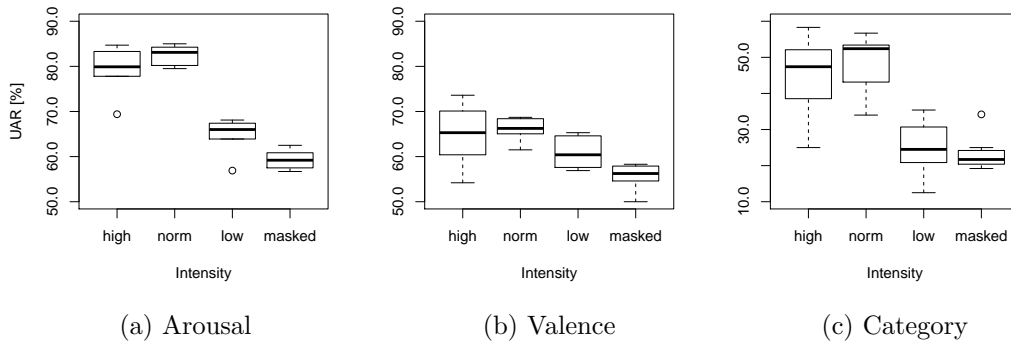 UAR [%]
90.0
80.0
70.0
60.0
50.0
high norm low masked
Intensity
(a) Arousal
90.0
80.0
70.0
60.0
50.0
high norm low masked
Intensity
(b) Valence
50.0
30.0
10.0
high norm low masked
Intensity
(c) Category